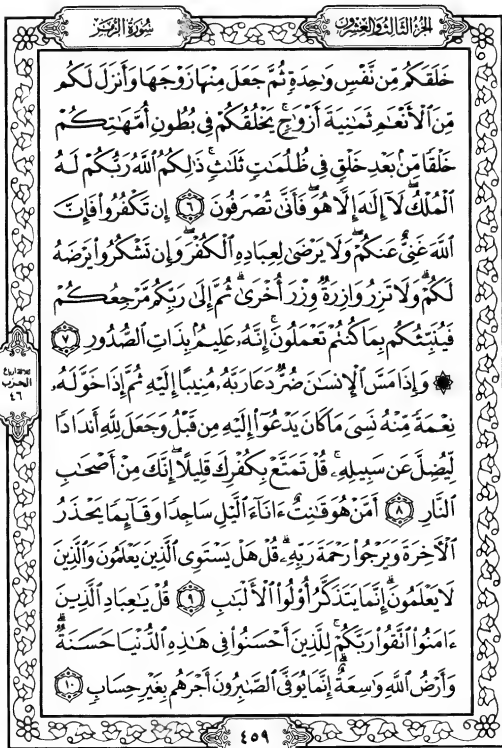 الجزء الثالث والعشرون
سورة الزمر
خَلَقَكُم مِّن نَّفْسٍ وَٰحِدَةٍ ثُمَّ جَعَلَ مِنْهَا زَوْجَهَا وَأَنزَلَ لَكُم
مِّنَ ٱلْأَنْعَٰمِ ثَمَٰنِيَةَ أَزْوَٰجٍ ۚ يَخْلُقُكُمْ فِي بُطُونِ أُمَّهَٰتِكُمْ
خَلْقًا مِّنۢ بَعْدِ خَلْقٍ فِي ظُلُمَٰتٍ ثَلَٰثٍ ۚ ذَٰلِكُمُ ٱللَّهُ رَبُّكُمْ لَهُ
ٱلْمُلْكُ ۖ لَآ إِلَٰهَ إِلَّا هُوَ ۖ فَأَنَّىٰ تُصْرَفُونَ ٦ إِن تَكْفُرُوا۟ فَإِنَّ
ٱللَّهَ غَنِيٌّ عَنكُمْ ۖ وَلَا يَرْضَىٰ لِعِبَادِهِ ٱلْكُفْرَ ۖ وَإِن تَشْكُرُوا۟ يَرْضَهُ
لَكُمْ ۗ وَلَا تَزِرُ وَازِرَةٌ وِزْرَ أُخْرَىٰ ۗ ثُمَّ إِلَىٰ رَبِّكُم مَّرْجِعُكُمْ
فَيُنَبِّئُكُم بِمَا كُنتُمْ تَعْمَلُونَ ۚ إِنَّهُۥ عَلِيمٌۢ بِذَاتِ ٱلصُّدُورِ ٧
۞ وَإِذَا مَسَّ ٱلْإِنسَٰنَ ضُرٌّ دَعَا رَبَّهُۥ مُنِيبًا إِلَيْهِ ثُمَّ إِذَا خَوَّلَهُۥ
نِعْمَةً مِّنْهُ نَسِىَ مَا كَانَ يَدْعُوٓا۟ إِلَيْهِ مِن قَبْلُ وَجَعَلَ لِلَّهِ أَندَادًا
لِّيُضِلَّ عَن سَبِيلِهِۦ ۚ قُلْ تَمَتَّعْ بِكُفْرِكَ قَلِيلًا ۖ إِنَّكَ مِنْ أَصْحَٰبِ
ٱلنَّارِ ٨ أَمَّنْ هُوَ قَٰنِتٌ ءَانَآءَ ٱلَّيْلِ سَاجِدًا وَقَآئِمًا يَحْذَرُ
ٱلْأَخِرَةَ وَيَرْجُوا۟ رَحْمَةَ رَبِّهِۦ ۗ قُلْ هَلْ يَسْتَوِى ٱلَّذِينَ يَعْلَمُونَ وَٱلَّذِينَ
لَا يَعْلَمُونَ ۗ إِنَّمَا يَتَذَكَّرُ أُو۟لُوا۟ ٱلْأَلْبَٰبِ ٩ قُلْ يَٰعِبَادِ ٱلَّذِينَ
ءَامَنُوا۟ ٱتَّقُوا۟ رَبَّكُمْ ۚ لِلَّذِينَ أَحْسَنُوا۟ فِي هَٰذِهِ ٱلدُّنْيَا حَسَنَةٌ ۗ
وَأَرْضُ ٱللَّهِ وَٰسِعَةٌ ۗ إِنَّمَا يُوَفَّى ٱلصَّٰبِرُونَ أَجْرَهُم بِغَيْرِ حِسَابٍ ١٠
الحزب
٤٦
٤٥٩